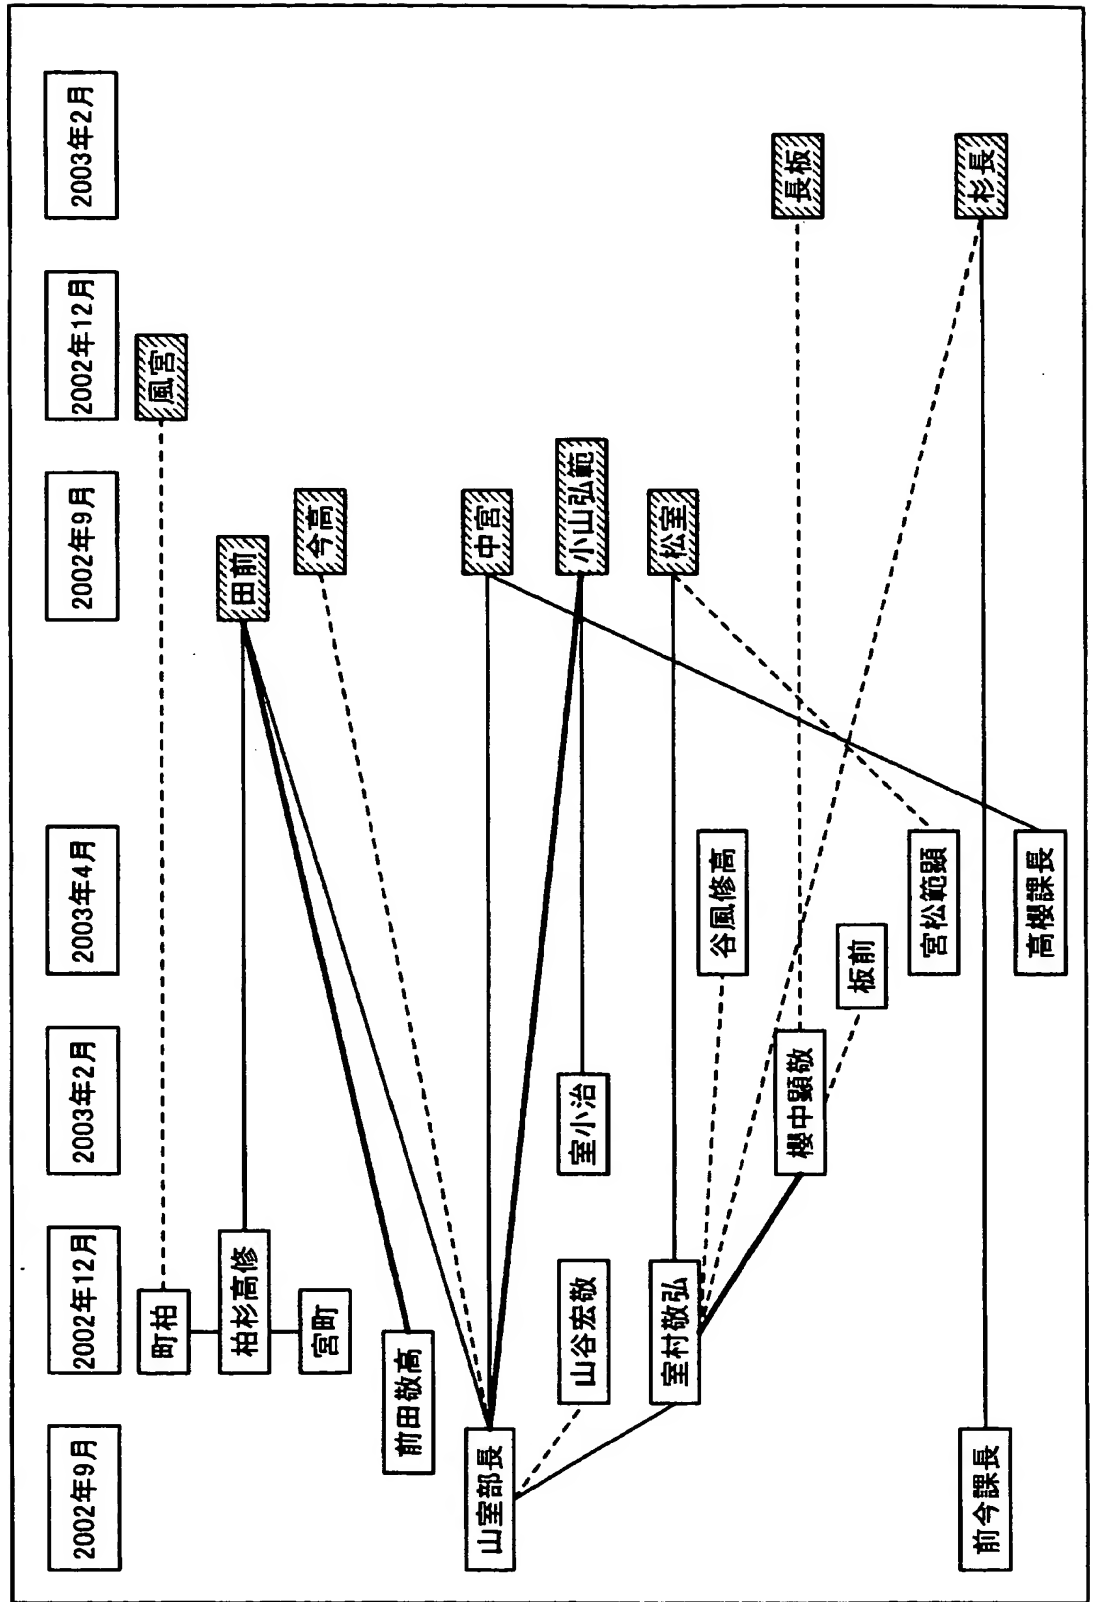 2002年9月
2002年12月
2003年2月
2003年4月
2002年9月
2002年12月
2003年2月
町柏
風宮
柏杉高修
田前
宮町
今高
前田敬高
山室部長
中宮
山谷宏敬
室小治
小山弘範
室村敬弘
松室
谷風修高
櫻中顕敬
長板
板前
宮松範顕
前今課長
杉長
高櫻課長